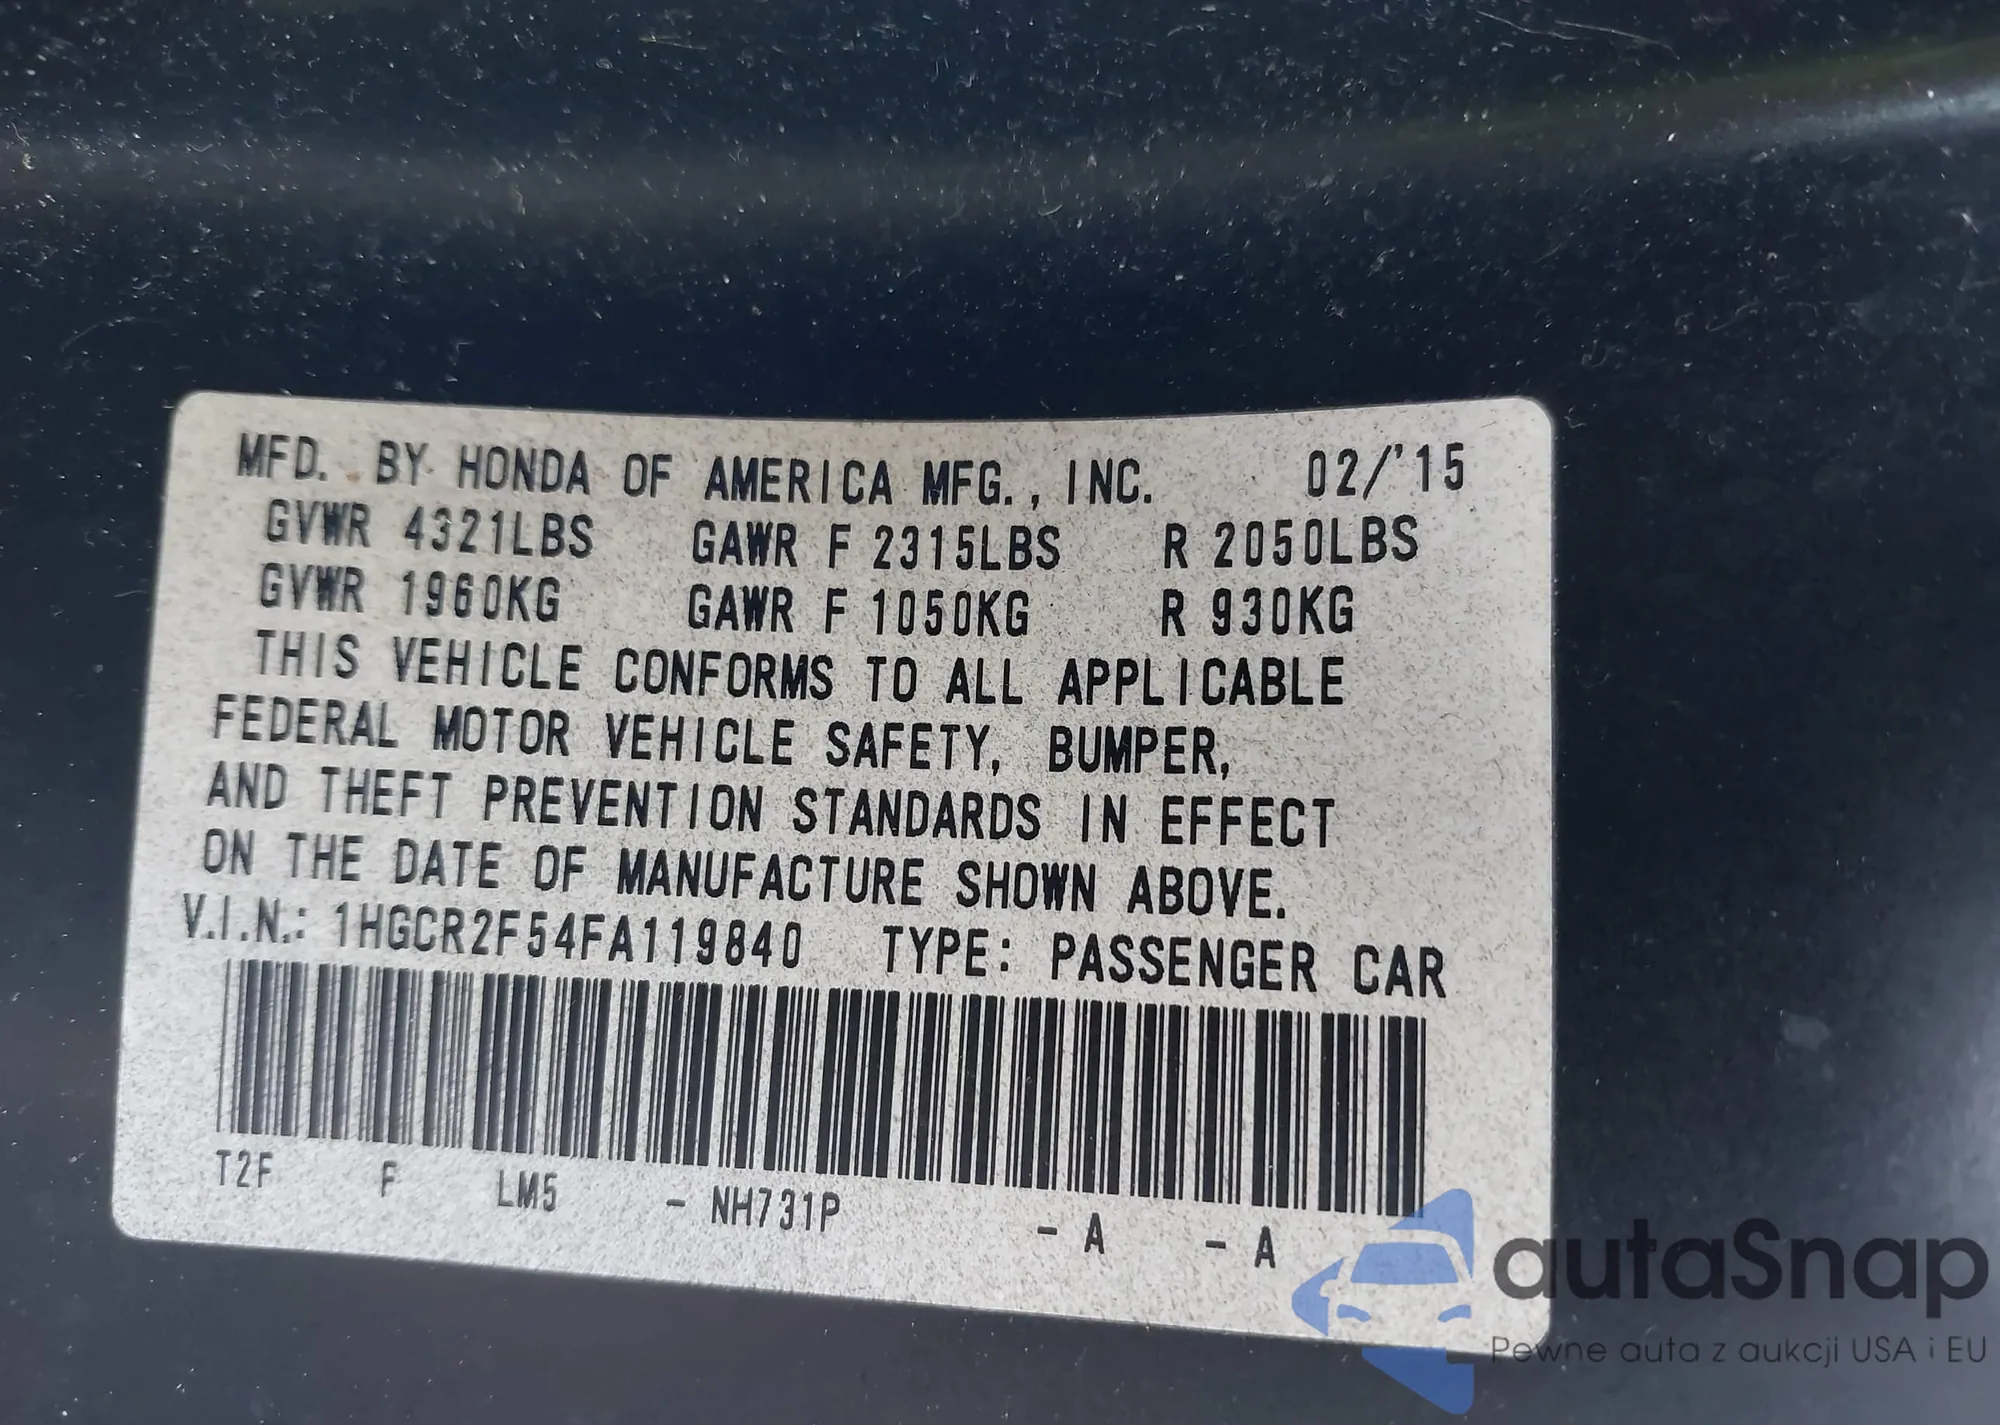 MFD. BY HONDA OF AMERICA MFG., INC. 02/'15
GVWR 4321LBS GAWR F 2315LBS R 2050LBS
GVWR 1960KG GAWR F 1050KG R 930KG
THIS VEHICLE CONFORMS TO ALL APPLICABLE
FEDERAL MOTOR VEHICLE SAFETY, BUMPER,
AND THEFT PREVENTION STANDARDS IN EFFECT
ON THE DATE OF MANUFACTURE SHOWN ABOVE.
V.I.N.: 1HGCR2F54FA119840 TYPE: PASSENGER CAR
T2F F LM5 - NH731P - A - A
autaSnap
Pewne auta z aukcji USA i EU